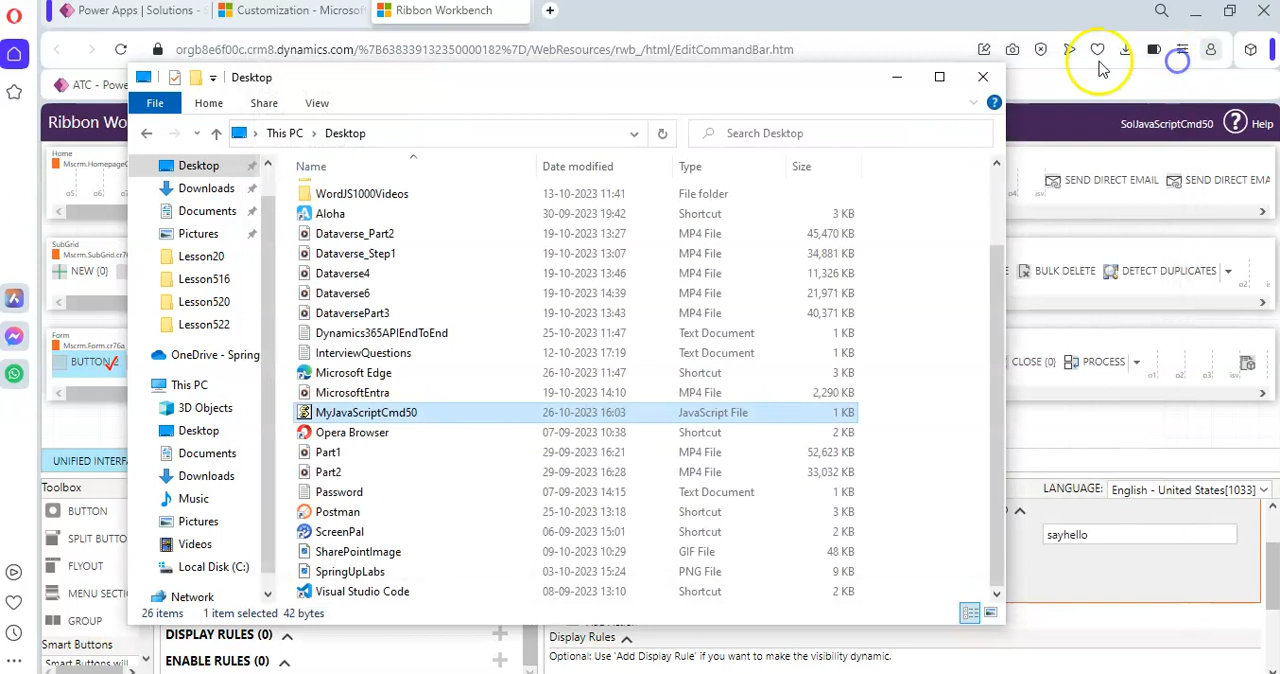 Power Apps | Solutions -
Customization - Microsof
Ribbon Workbench
orgb8e6f00c.crm8.dynamics.com/%7B638339132350000182%7D/WebResources/rwb_/html/EditCommandBar.htm
ATC - Powe
Desktop
File Home Share View
This PC Desktop
Search Desktop
Ribbon Wo
SolJavaScriptCmd50
Help
Home
Mscrm.HomepageG
SEND DIRECT EMAIL
SEND DIRECT EMA
SubGrid
Mscrm.SubGrid.cr7
NEW (0)
BULK DELETE
DETECT DUPLICATES
Form
Mscrm.Form.cr76a
BUTTON 2
CLOSE (0)
PROCESS
UNIFIED INTERF
Desktop
Downloads
Documents
Pictures
Lesson20
Lesson516
Lesson520
Lesson522
OneDrive - Spring
This PC
3D Objects
Desktop
Documents
Downloads
Music
Pictures
Videos
Local Disk (C:)
Network
Name Date modified Type Size
WordJS1000Videos 13-10-2023 11:41 File folder
Aloha 30-09-2023 19:42 Shortcut 3 KB
Dataverse_Part2 19-10-2023 13:27 MP4 File 45,470 KB
Dataverse_Step1 19-10-2023 13:07 MP4 File 34,881 KB
Dataverse4 19-10-2023 13:46 MP4 File 11,326 KB
Dataverse6 19-10-2023 14:39 MP4 File 21,971 KB
DataversePart3 19-10-2023 13:43 MP4 File 40,371 KB
Dynamics365APIEndToEnd 25-10-2023 11:47 Text Document 1 KB
InterviewQuestions 12-10-2023 17:19 Text Document 1 KB
Microsoft Edge 26-10-2023 11:47 Shortcut 3 KB
MicrosoftEntra 19-10-2023 14:10 MP4 File 2,290 KB
MyJavaScriptCmd50 26-10-2023 16:03 JavaScript File 1 KB
Opera Browser 07-09-2023 10:38 Shortcut 2 KB
Part1 29-09-2023 16:21 MP4 File 52,623 KB
Part2 29-09-2023 16:28 MP4 File 33,032 KB
Password 07-09-2023 14:15 Text Document 1 KB
Postman 25-10-2023 13:18 Shortcut 3 KB
ScreenPal 06-09-2023 15:01 Shortcut 2 KB
SharePointImage 09-10-2023 10:29 GIF File 48 KB
SpringUpLabs 03-10-2023 15:24 PNG File 9 KB
Visual Studio Code 08-09-2023 13:10 Shortcut 2 KB
26 items 1 item selected 42 bytes
Toolbox
BUTTON
SPLIT BUTTO
FLYOUT
MENU SECTI
GROUP
Smart Buttons
Smart Buttons will
LANGUAGE: English - United States[1033]
sayhello
DISPLAY RULES (0)
ENABLE RULES (0)
Display Rules
Optional: Use 'Add Display Rule' if you want to make the visibility dynamic.